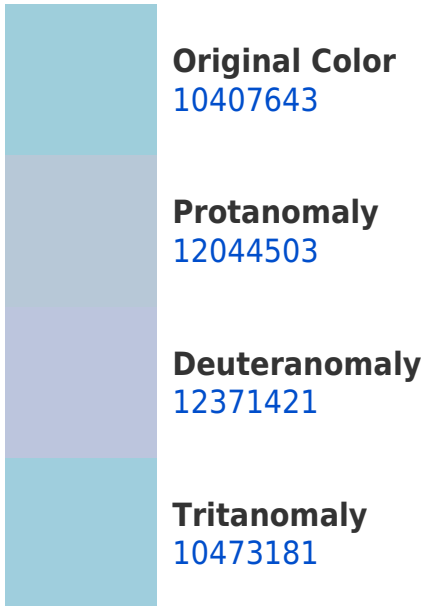 Original Color
10407643
Protanomaly
12044503
Deuteranomaly
12371421
Tritanomaly
10473181